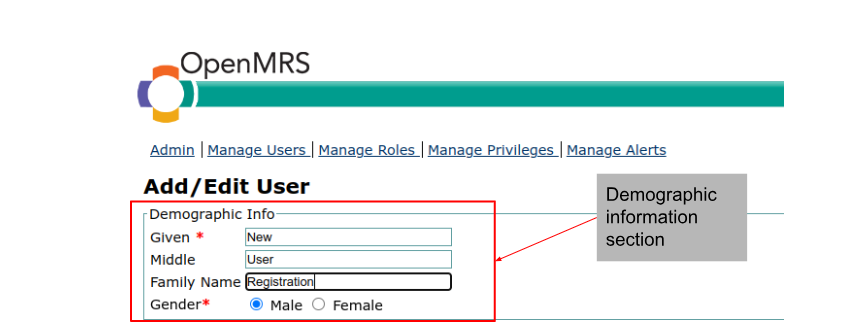 OpenMRS
Admin | Manage Users | Manage Roles | Manage Privileges | Manage Alerts
Add/Edit User
Demographic Info
Given * New
Middle User
Family Name Registration
Gender* Male Female
Demographic
information
section